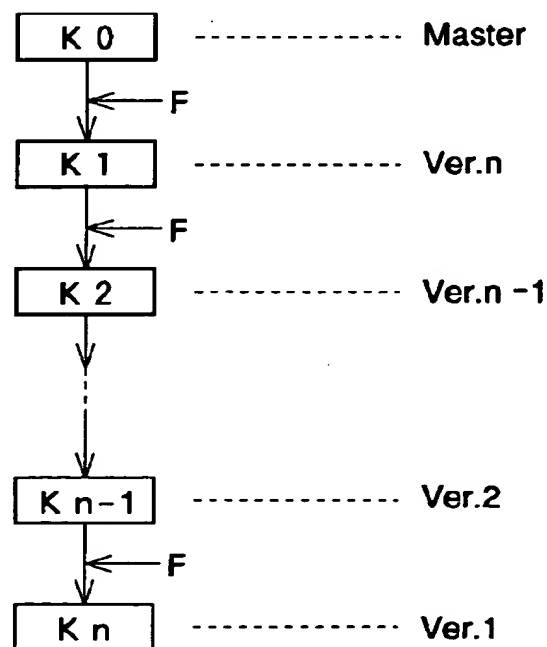 K 0 Master
F
K 1 Ver.n
F
K 2 Ver.n -1
K n-1 Ver.2
F
K n Ver.1